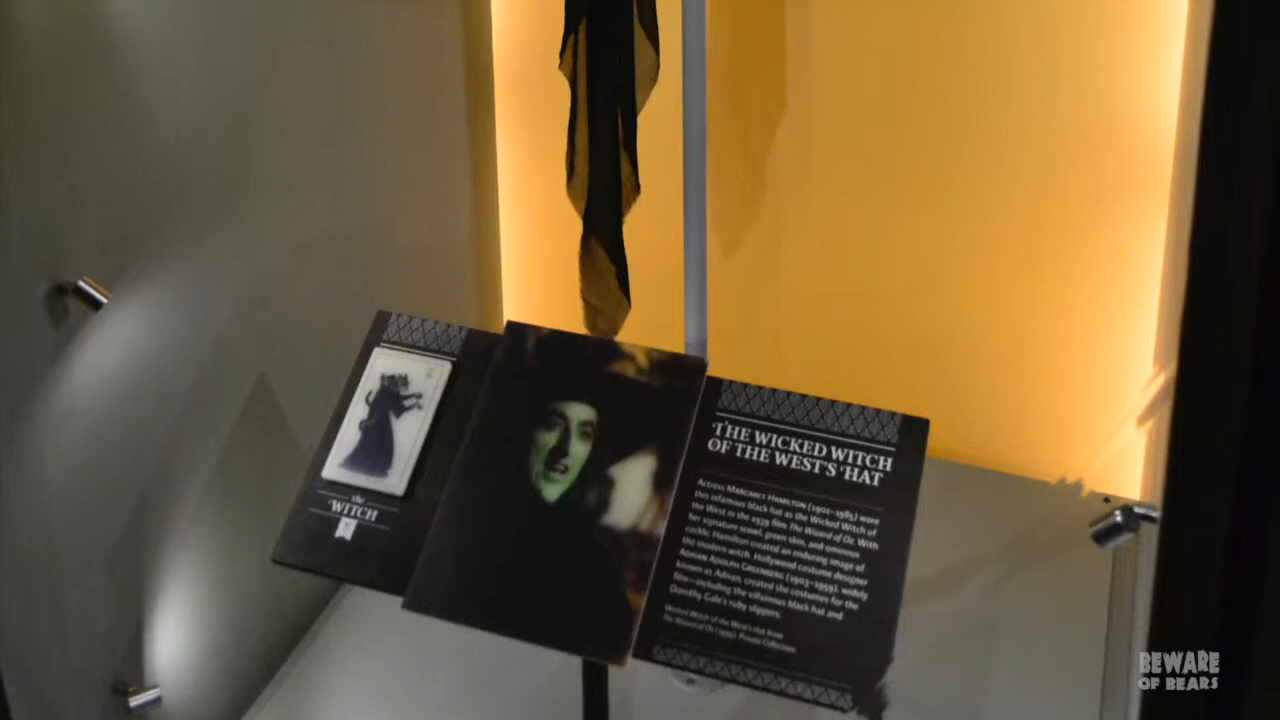 the
WITCH
THE WICKED WITCH
OF THE WEST'S HAT
Actress MARGARET HAMILTON (1902–1985) wore
this infamous black hat as the Wicked Witch of
the West in the 1939 film The Wizard of Oz. With
her signature scowl, green skin, and ominous
cackle, Hamilton created an enduring image of
the modern witch. Hollywood costume designer
ADRIAN ADOLPH GREENBERG (1903–1959), widely
known as Adrian, created the costumes for the
film—including the villainous black hat and
Dorothy Gale's ruby slippers.
Wicked Witch of the West's Hat from
The Wizard of Oz (1939). Private Collection
BEWARE
OF BEARS